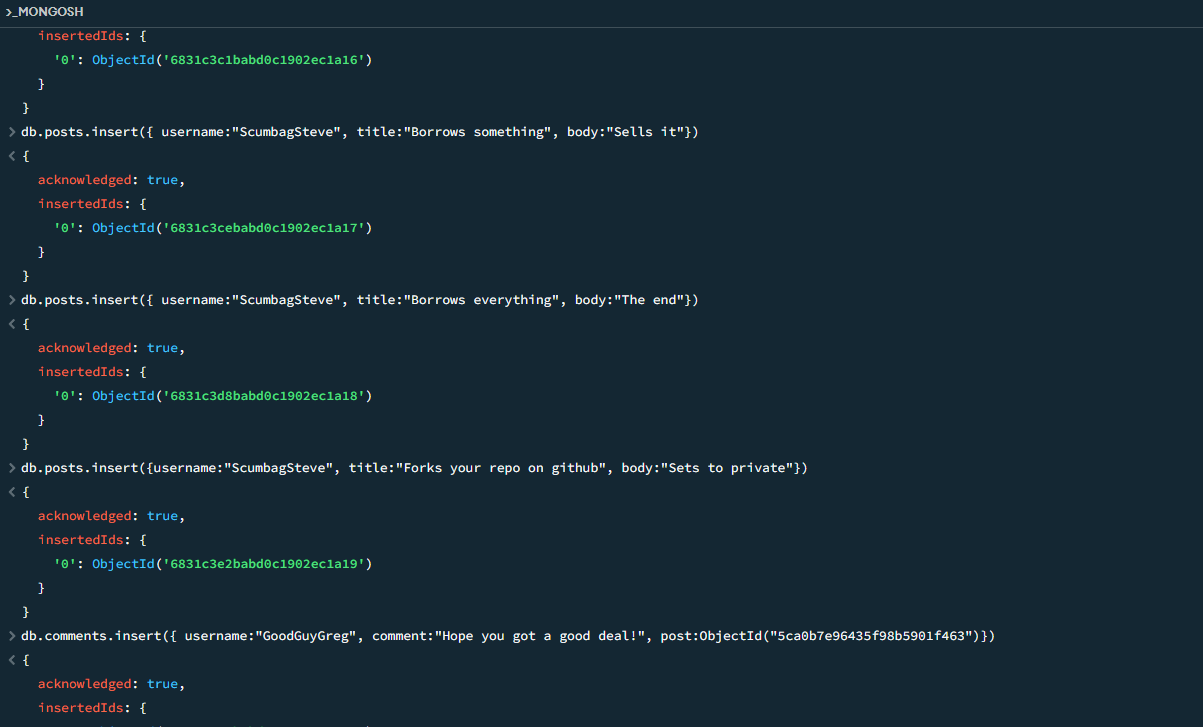 >_MONGOSH
insertedIds: {
'0': ObjectId('6831c3c1babd0c1902ec1a16')
}
}
> db.posts.insert({ username:"ScumbagSteve", title:"Borrows something", body:"Sells it"})
< {
acknowledged: true,
insertedIds: {
'0': ObjectId('6831c3cebabd0c1902ec1a17')
}
}
> db.posts.insert({ username:"ScumbagSteve", title:"Borrows everything", body:"The end"})
< {
acknowledged: true,
insertedIds: {
'0': ObjectId('6831c3d8babd0c1902ec1a18')
}
}
> db.posts.insert({username:"ScumbagSteve", title:"Forks your repo on github", body:"Sets to private"})
< {
acknowledged: true,
insertedIds: {
'0': ObjectId('6831c3e2babd0c1902ec1a19')
}
}
> db.comments.insert({ username:"GoodGuyGreg", comment:"Hope you got a good deal!", post:ObjectId("5ca0b7e96435f98b5901f463")})
< {
acknowledged: true,
insertedIds: {